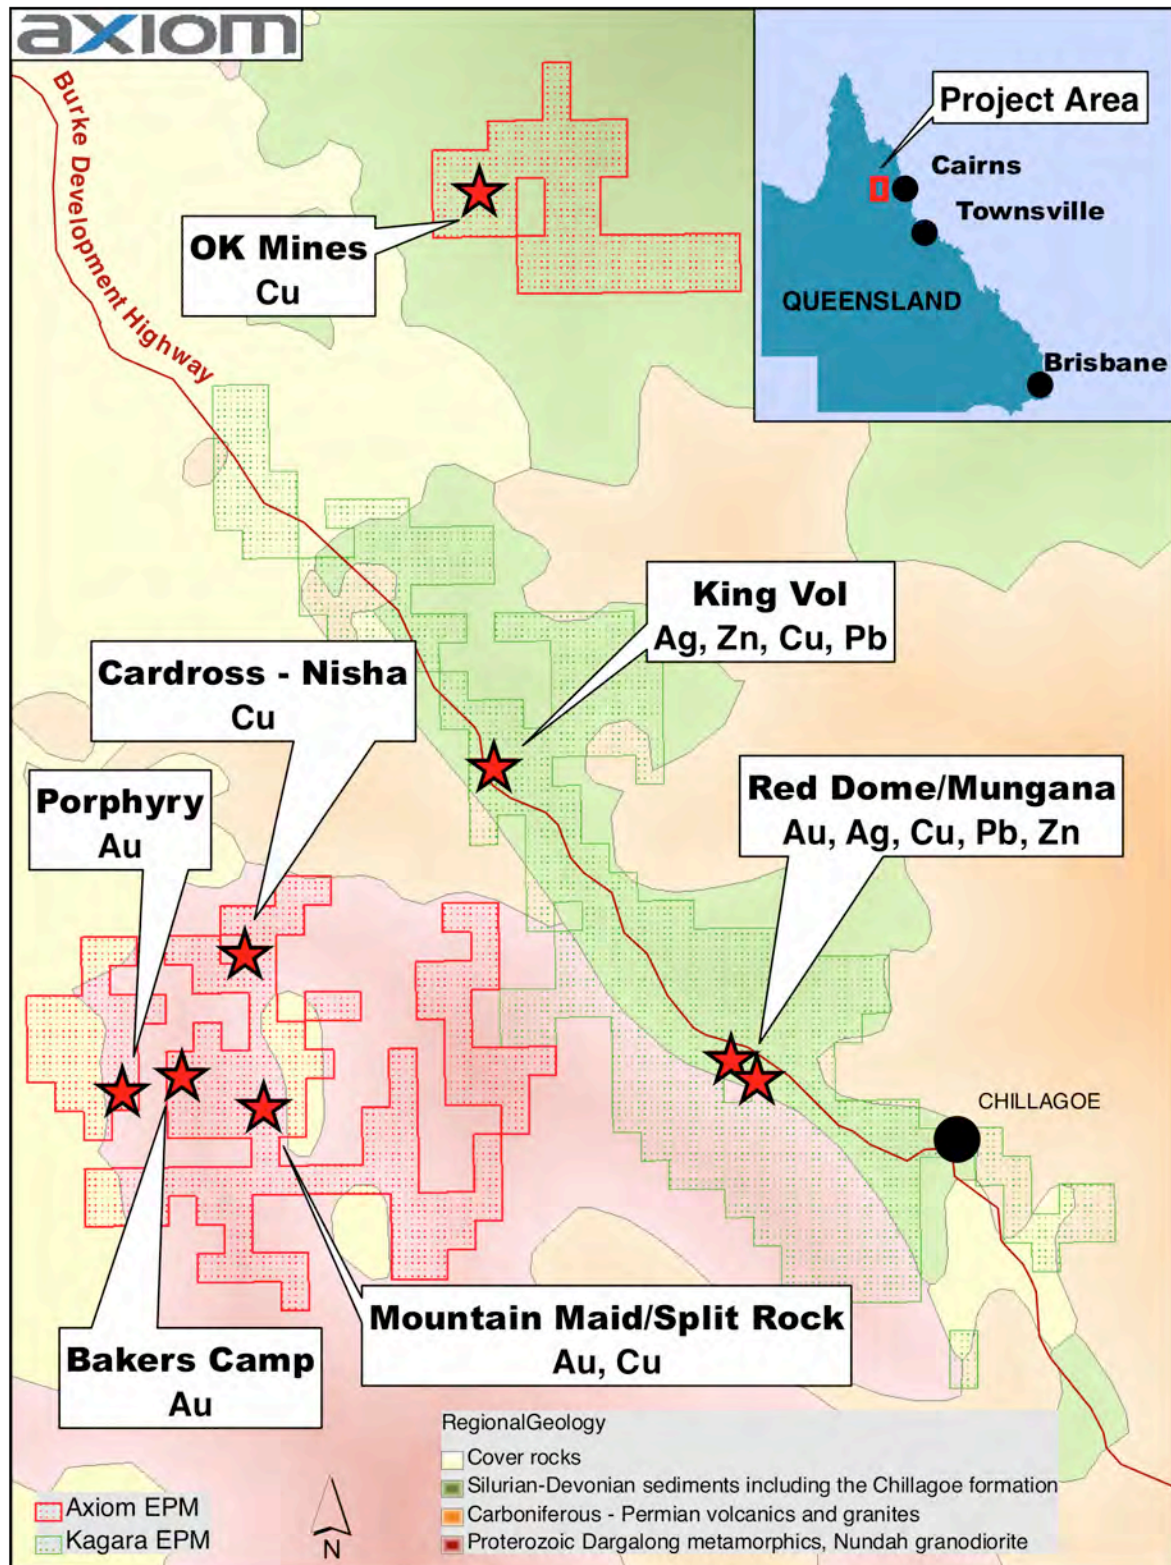 axiom
Burke Development Highway
Project Area
Cairns
Townsville
QUEENSLAND
Brisbane
OK Mines
Cu
King Vol
Ag, Zn, Cu, Pb
Cardross - Nisha
Cu
Red Dome/Mungana
Au, Ag, Cu, Pb, Zn
Porphyry
Au
CHILLAGOE
Mountain Maid/Split Rock
Au, Cu
Bakers Camp
Au
RegionalGeology
Cover rocks
Silurian-Devonian sediments including the Chillagoe formation
Carboniferous - Permian volcanics and granites
Proterozoic Dargalong metamorphics, Nundah granodiorite
Axiom EPM
Kagara EPM
N